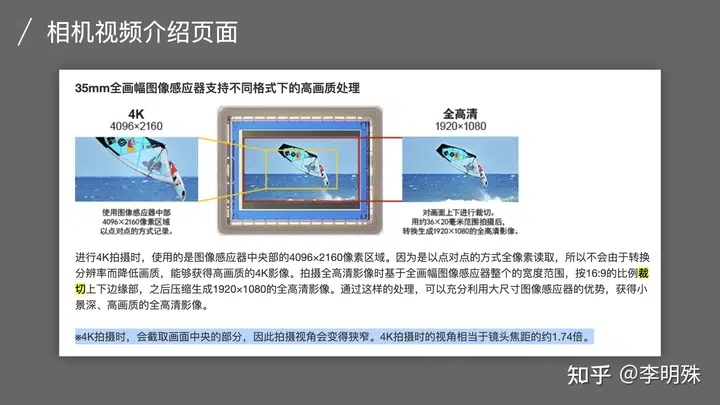 相机视频介绍页面
35mm全画幅图像感应器支持不同格式下的高画质处理
4K
4096×2160
全高清
1920×1080
使用图像感应器中部
4096×2160像素区域
以点对点的方式记录。
对画面上下进行裁切。
用约36×20毫米范围拍摄后,
转换生成1920×1080的全高清影像。
进行4K拍摄时，使用的是图像感应器中央部的4096×2160像素区域。因为是以点对点的方式全像素读取，所以不会由于转换
分辨率而降低画质，能够获得高画质的4K影像。拍摄全高清影像时基于全画幅图像感应器整个的宽度范围，按16:9的比例裁
切上下边缘部，之后压缩生成1920×1080的全高清影像。通过这样的处理，可以充分利用大尺寸图像感应器的优势，获得小
景深、高画质的全高清影像。
※4K拍摄时，会截取画面中央的部分，因此拍摄视角会变得狭窄。4K拍摄时的视角相当于镜头焦距的约1.74倍。
知乎 @李明殊